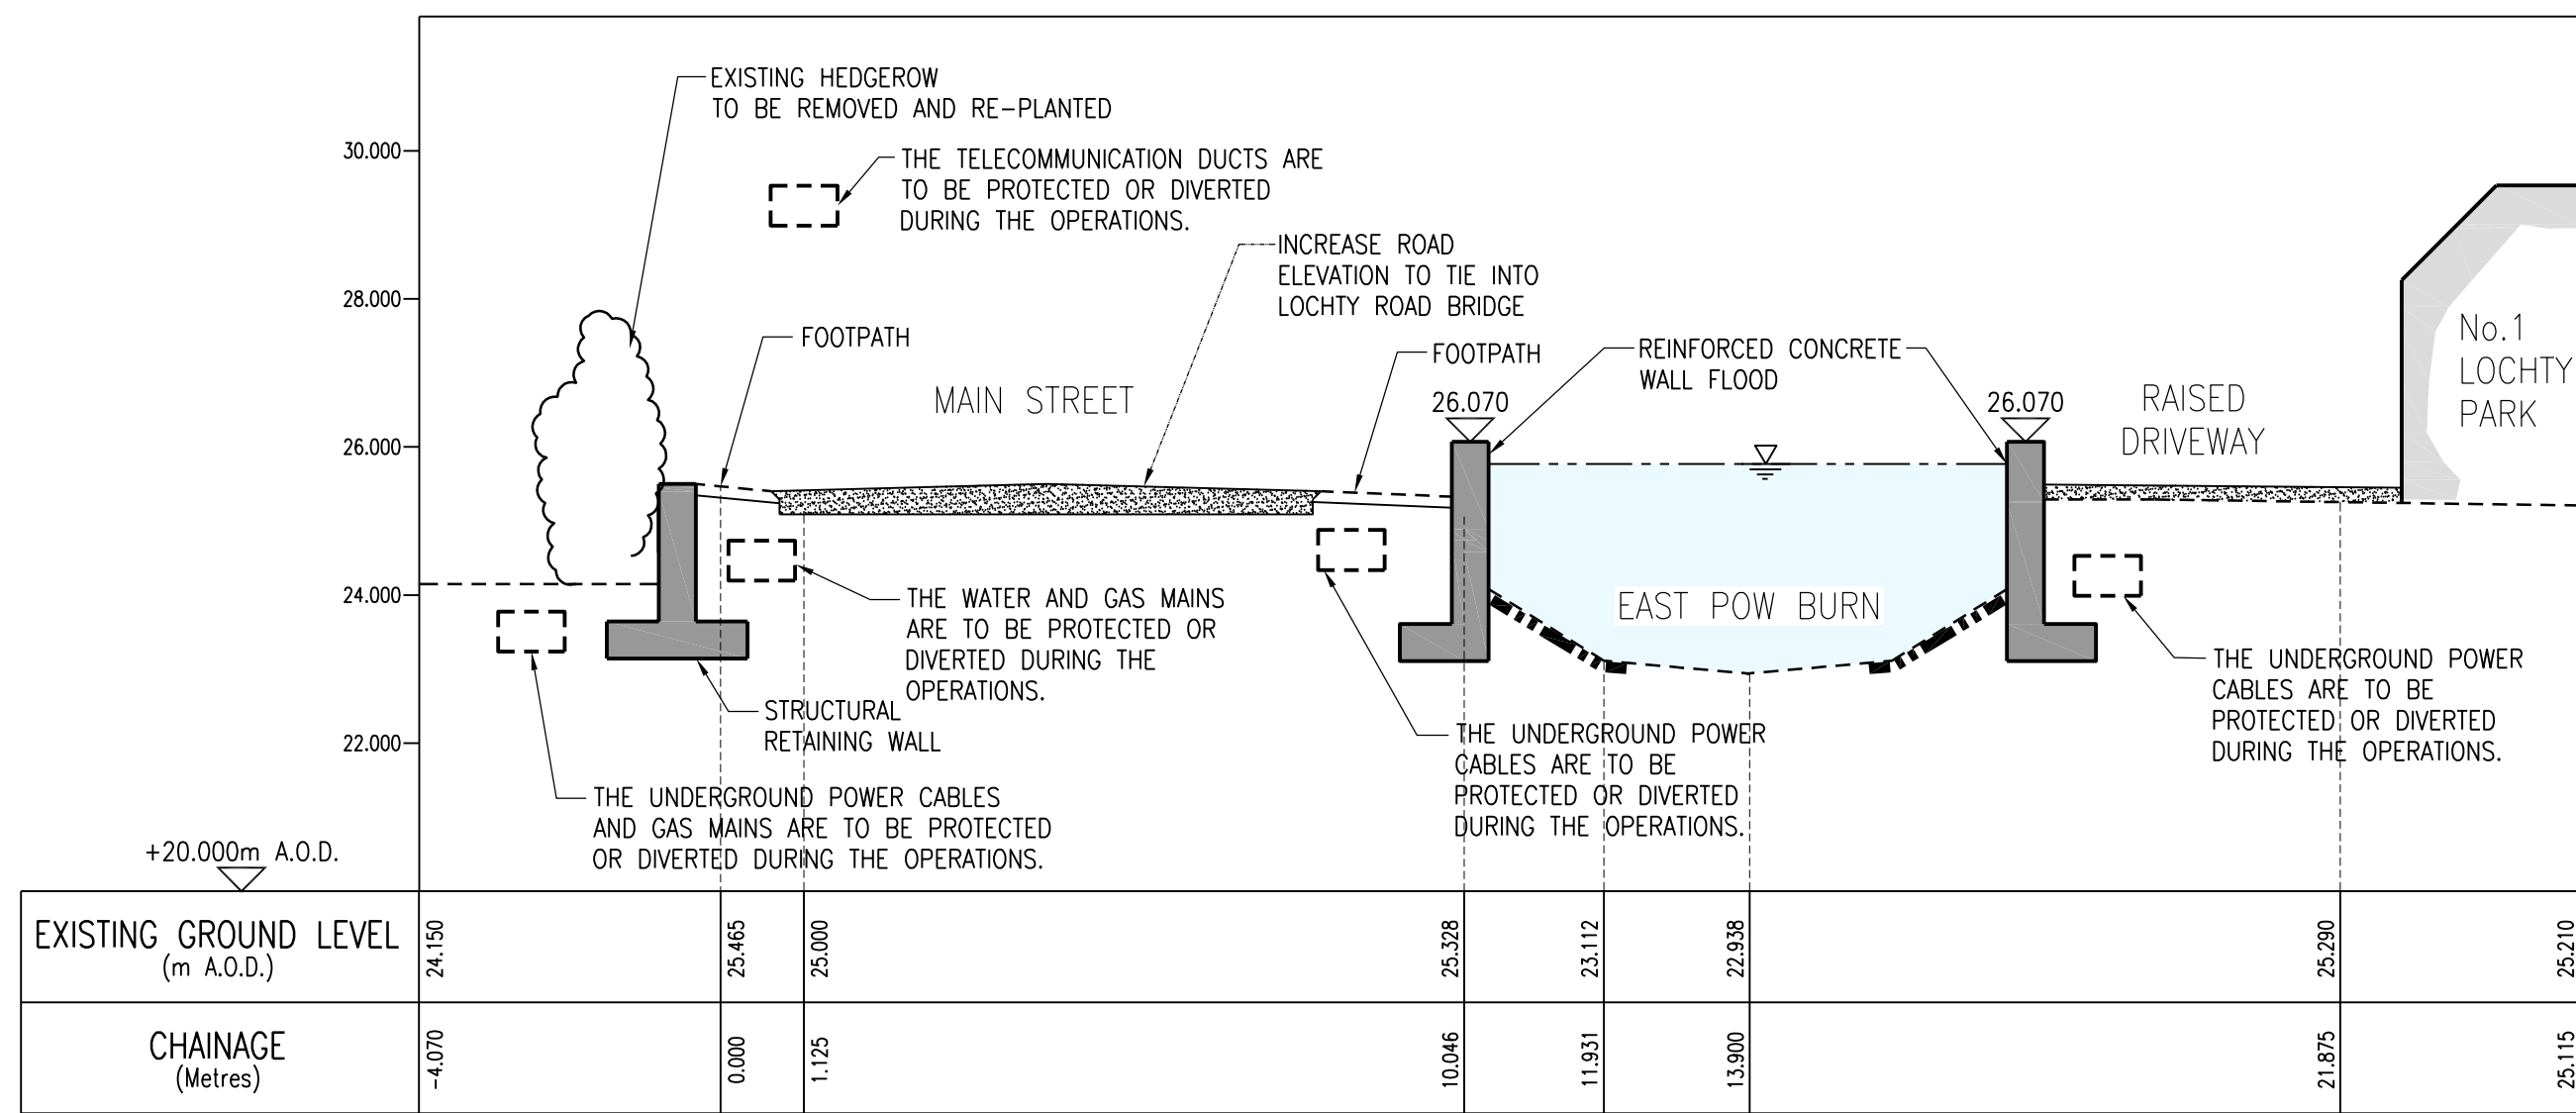 EXISTING HEDGEROW
TO BE REMOVED AND RE-PLANTED
30.000
THE TELECOMMUNICATION DUCTS ARE
TO BE PROTECTED OR DIVERTED
DURING THE OPERATIONS.
INCREASE ROAD
ELEVATION TO TIE INTO
LOCHTY ROAD BRIDGE
28.000
FOOTPATH
FOOTPATH
REINFORCED CONCRETE
WALL FLOOD
No.1
LOCHTY
PARK
MAIN STREET
26.070
26.070
RAISED
DRIVEWAY
26.000
24.000
THE WATER AND GAS MAINS
ARE TO BE PROTECTED OR
DIVERTED DURING THE
OPERATIONS.
EAST POW BURN
THE UNDERGROUND POWER
CABLES ARE TO BE
PROTECTED OR DIVERTED
DURING THE OPERATIONS.
STRUCTURAL
RETAINING WALL
22.000
THE UNDERGROUND POWER
CABLES ARE TO BE
PROTECTED OR DIVERTED
DURING THE OPERATIONS.
THE UNDERGROUND POWER CABLES
AND GAS MAINS ARE TO BE PROTECTED
OR DIVERTED DURING THE OPERATIONS.
+20.000m A.O.D.
EXISTING GROUND LEVEL
(m A.O.D.)
24.150
25.465
25.000
25.328
23.112
22.938
25.290
25.210
CHAINAGE
(Metres)
-4.070
0.000
1.125
10.046
11.931
13.900
21.875
25.115